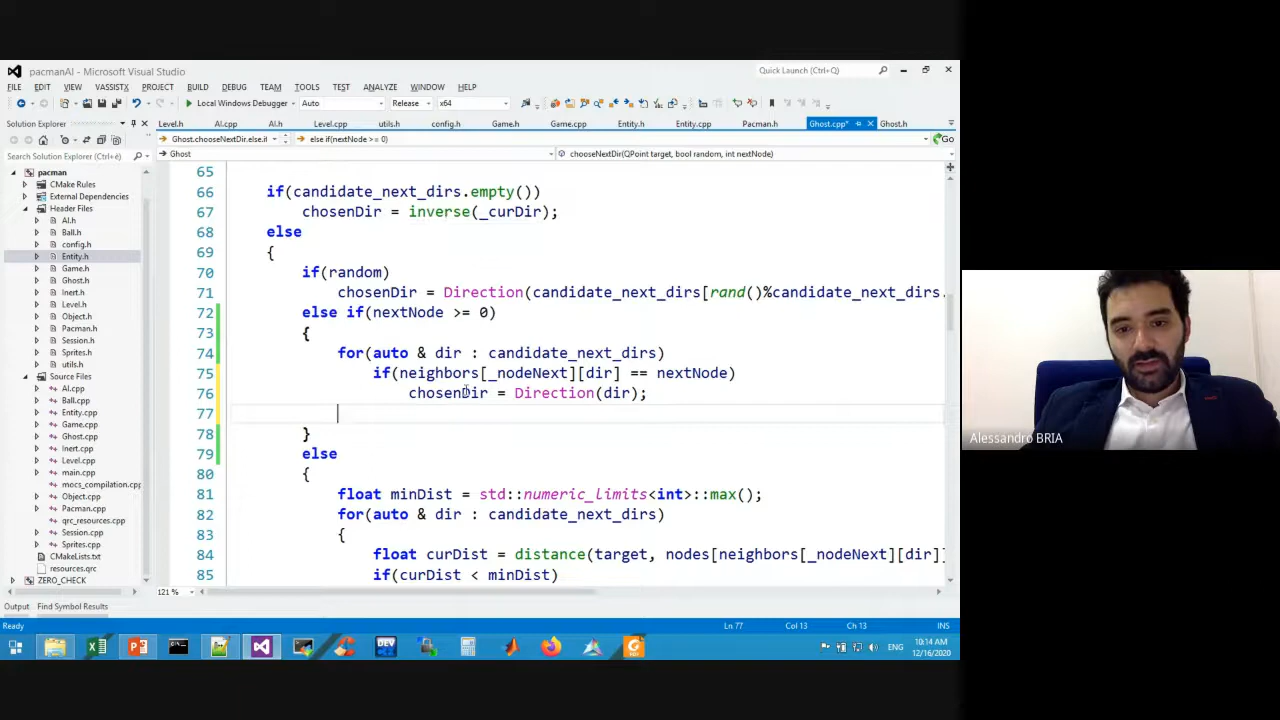 pacmanAI - Microsoft Visual Studio
Quick Launch (Ctrl+Q)
FILE EDIT VIEW VASSISTX PROJECT BUILD DEBUG TEAM TOOLS TEST ANALYZE WINDOW HELP
Local Windows Debugger Auto Release x64
Solution Explorer
Level.h AI.cpp AI.h Level.cpp utils.h config.h Game.h Game.cpp Entity.h Entity.cpp Pacman.h Ghost.cpp* Ghost.h
Ghost.chooseNextDir.else.if else if(nextNode >= 0) Go
Search Solution Explorer (Ctrl+è)
Ghost chooseNextDir(QPoint target, bool random, int nextNode)
pacman
CMake Rules
External Dependencies
Header Files
AI.h
Ball.h
config.h
Entity.h
Game.h
Ghost.h
Inert.h
Level.h
Object.h
Pacman.h
Session.h
Sprites.h
utils.h
Source Files
AI.cpp
Ball.cpp
Entity.cpp
Game.cpp
Ghost.cpp
Inert.cpp
Level.cpp
main.cpp
mocs_compilation.cpp
Object.cpp
Pacman.cpp
qrc_resources.cpp
Session.cpp
Sprites.cpp
CMakeLists.txt
resources.qrc
ZERO_CHECK
65
66 if(candidate_next_dirs.empty())
67 chosenDir = inverse(_curDir);
68 else
69 {
70 if(random)
71 chosenDir = Direction(candidate_next_dirs[rand()%candidate_next_dirs.
72 else if(nextNode >= 0)
73 {
74 for(auto & dir : candidate_next_dirs)
75 if(neighbors[_nodeNext][dir] == nextNode)
76 chosenDir = Direction(dir);
77
78 }
79 else
80 {
81 float minDist = std::numeric_limits<int>::max();
82 for(auto & dir : candidate_next_dirs)
83 {
84 float curDist = distance(target, nodes[neighbors[_nodeNext][dir]]
85 if(curDist < minDist)
121 %
Output Find Symbol Results
Ready Ln 77 Col 13 Ch 13 INS
DEV
ENG
10:14 AM
12/16/2020
Alessandro BRIA